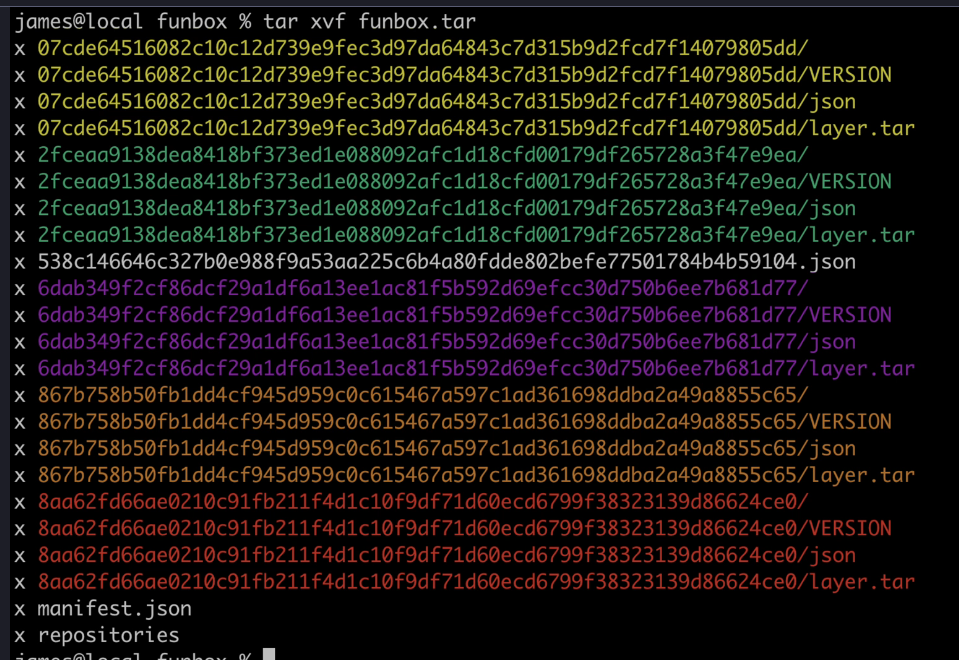 james@local funbox % tar xvf funbox.tar
x 07cde64516082c10c12d739e9fec3d97da64843c7d315b9d2fcd7f14079805dd/
x 07cde64516082c10c12d739e9fec3d97da64843c7d315b9d2fcd7f14079805dd/VERSION
x 07cde64516082c10c12d739e9fec3d97da64843c7d315b9d2fcd7f14079805dd/json
x 07cde64516082c10c12d739e9fec3d97da64843c7d315b9d2fcd7f14079805dd/layer.tar
x 2fceaa9138dea8418bf373ed1e088092afc1d18cfd00179df265728a3f47e9ea/
x 2fceaa9138dea8418bf373ed1e088092afc1d18cfd00179df265728a3f47e9ea/VERSION
x 2fceaa9138dea8418bf373ed1e088092afc1d18cfd00179df265728a3f47e9ea/json
x 2fceaa9138dea8418bf373ed1e088092afc1d18cfd00179df265728a3f47e9ea/layer.tar
x 538c146646c327b0e988f9a53aa225c6b4a80fdde802befe77501784b4b59104.json
x 6dab349f2cf86dcf29a1df6a13ee1ac81f5b592d69efcc30d750b6ee7b681d77/
x 6dab349f2cf86dcf29a1df6a13ee1ac81f5b592d69efcc30d750b6ee7b681d77/VERSION
x 6dab349f2cf86dcf29a1df6a13ee1ac81f5b592d69efcc30d750b6ee7b681d77/json
x 6dab349f2cf86dcf29a1df6a13ee1ac81f5b592d69efcc30d750b6ee7b681d77/layer.tar
x 867b758b50fb1dd4cf945d959c0c615467a597c1ad361698ddba2a49a8855c65/
x 867b758b50fb1dd4cf945d959c0c615467a597c1ad361698ddba2a49a8855c65/VERSION
x 867b758b50fb1dd4cf945d959c0c615467a597c1ad361698ddba2a49a8855c65/json
x 867b758b50fb1dd4cf945d959c0c615467a597c1ad361698ddba2a49a8855c65/layer.tar
x 8aa62fd66ae0210c91fb211f4d1c10f9df71d60ecd6799f38323139d86624ce0/
x 8aa62fd66ae0210c91fb211f4d1c10f9df71d60ecd6799f38323139d86624ce0/VERSION
x 8aa62fd66ae0210c91fb211f4d1c10f9df71d60ecd6799f38323139d86624ce0/json
x 8aa62fd66ae0210c91fb211f4d1c10f9df71d60ecd6799f38323139d86624ce0/layer.tar
x manifest.json
x repositories
james@local funbox %